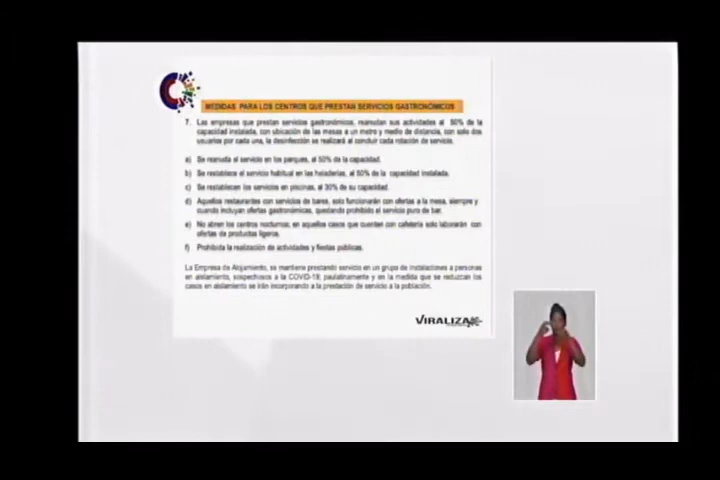 MEDIDAS PARA LOS CENTROS QUE PRESTAN SERVICIOS GASTRONÓMICOS
7. Las empresas que prestan servicios gastronómicos, reanudan sus actividades al 50% de la
capacidad instalada, con ubicación de las mesas a un metro y medio de distancia, con solo dos
usuarios por cada una, la desinfección se realizará al concluir cada rotación de servicio.
a) Se reanuda el servicio en los parques, al 50% de la capacidad.
b) Se restablece el servicio habitual en las heladerías, al 50% de la capacidad instalada.
c) Se restablecen los servicios en piscinas, al 30% de su capacidad.
d) Aquellos restaurantes con servicios de bares, solo funcionarán con ofertas a la mesa, siempre y
cuando incluyan ofertas gastronómicas, quedando prohibido el servicio puro de bar.
e) No abren los centros nocturnos, en aquellos casos que cuenten con cafetería solo laborarán con
ofertas de productos ligeros.
f) Prohibida la realización de actividades y fiestas públicas.
La Empresa de Alojamiento, se mantiene prestando servicio en un grupo de instalaciones a personas
en aislamiento, sospechosos a la COVID-19; paulatinamente y en la medida que se reduzcan los
casos en aislamiento se irán incorporando a la prestación de servicio a la población.
VIRALIZA